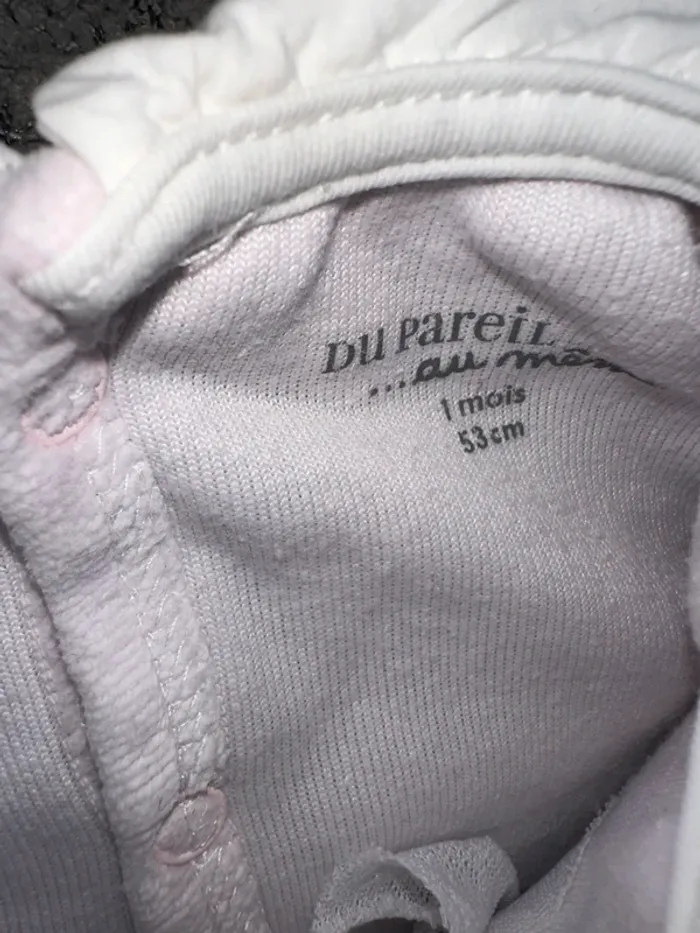 DU PAREIL
...au mêm
1 mois
53cm